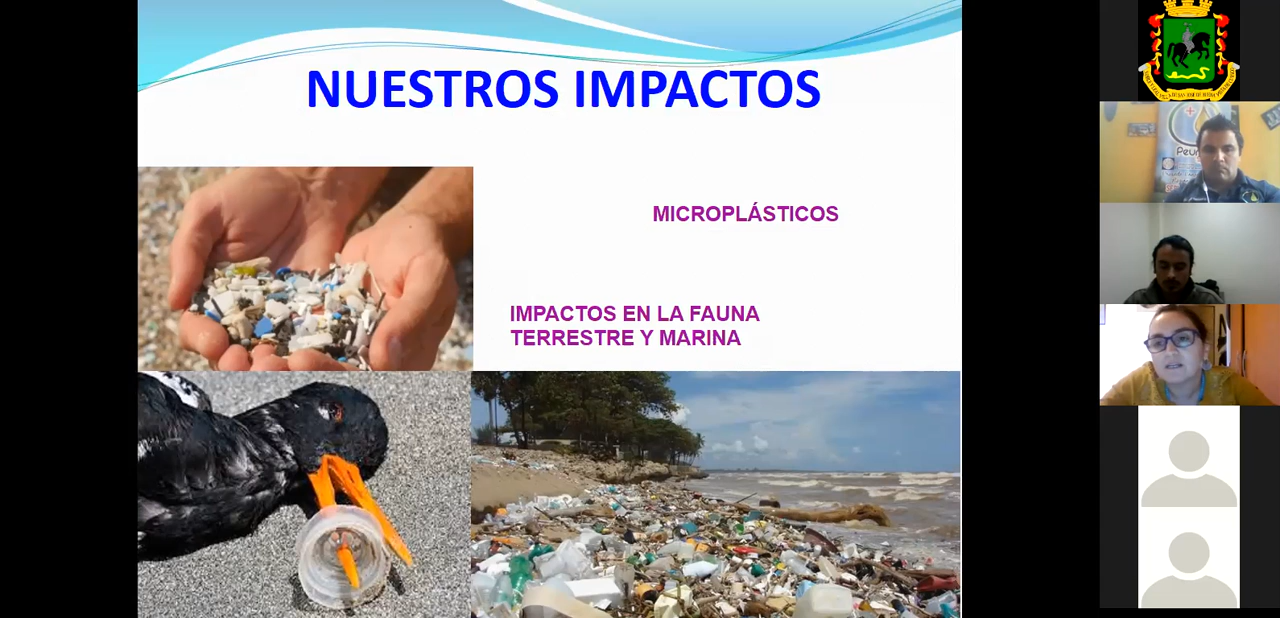 NUESTROS IMPACTOS
MICROPLÁSTICOS
IMPACTOS EN LA FAUNA
TERRESTRE Y MARINA